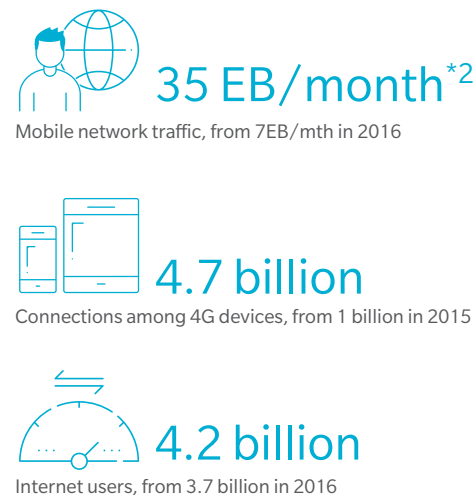 35 EB/month*2
Mobile network traffic, from 7EB/mth in 2016
4.7 billion
Connections among 4G devices, from 1 billion in 2015
4.2 billion
Internet users, from 3.7 billion in 2016